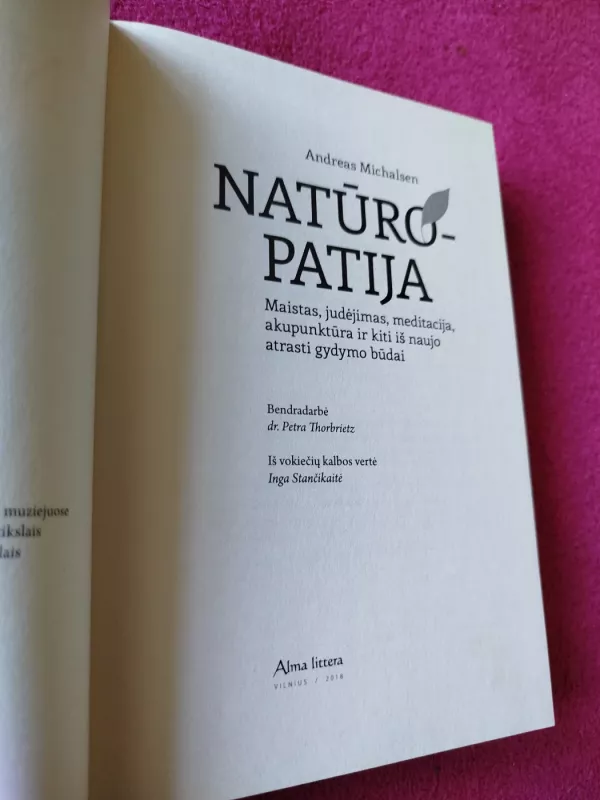 muziejuose
ikslais
lais
Andreas Michalsen
NATŪRO-
PATIJA
Maistas, judėjimas, meditacija,
akupunktūra ir kiti iš naujo
atrasti gydymo būdai
Bendradarbė
dr. Petra Thorbrietz
Iš vokiečių kalbos vertė
Inga Stančikaitė
Alma littera
VILNIUS / 2018